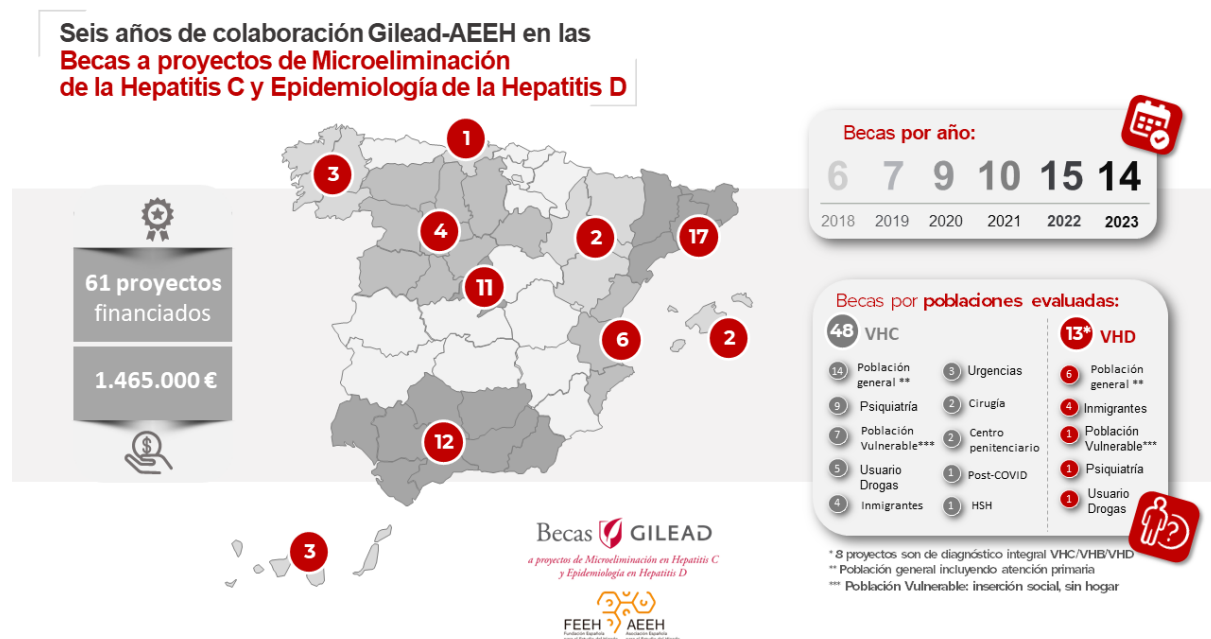 Seis años de colaboración Gilead-AEEH en las
Becas a proyectos de Microeliminación
de la Hepatitis C y Epidemiología de la Hepatitis D
61 proyectos
financiados
1.465.000 €
1
3
4
2
17
11
6
2
12
3
Becas por año:
6 7 9 10 15 14
2018 2019 2020 2021 2022 2023
Becas por poblaciones evaluadas:
48 VHC
14 Población
general **
9 Psiquiatría
7 Población
Vulnerable***
5 Usuario
Drogas
4 Inmigrantes
3 Urgencias
2 Cirugía
2 Centro
penitenciario
1 Post-COVID
1 HSH
13* VHD
6 Población
general **
4 Inmigrantes
1 Población
Vulnerable***
1 Psiquiatría
1 Usuario
Drogas
* 8 proyectos son de diagnóstico integral VHC/VHB/VHD
** Población general incluyendo atención primaria
*** Población Vulnerable: inserción social, sin hogar
Becas GILEAD
a proyectos de Microeliminación en Hepatitis C
y Epidemiología en Hepatitis D
FEEH AEEH
Fundación Española Asociación Española